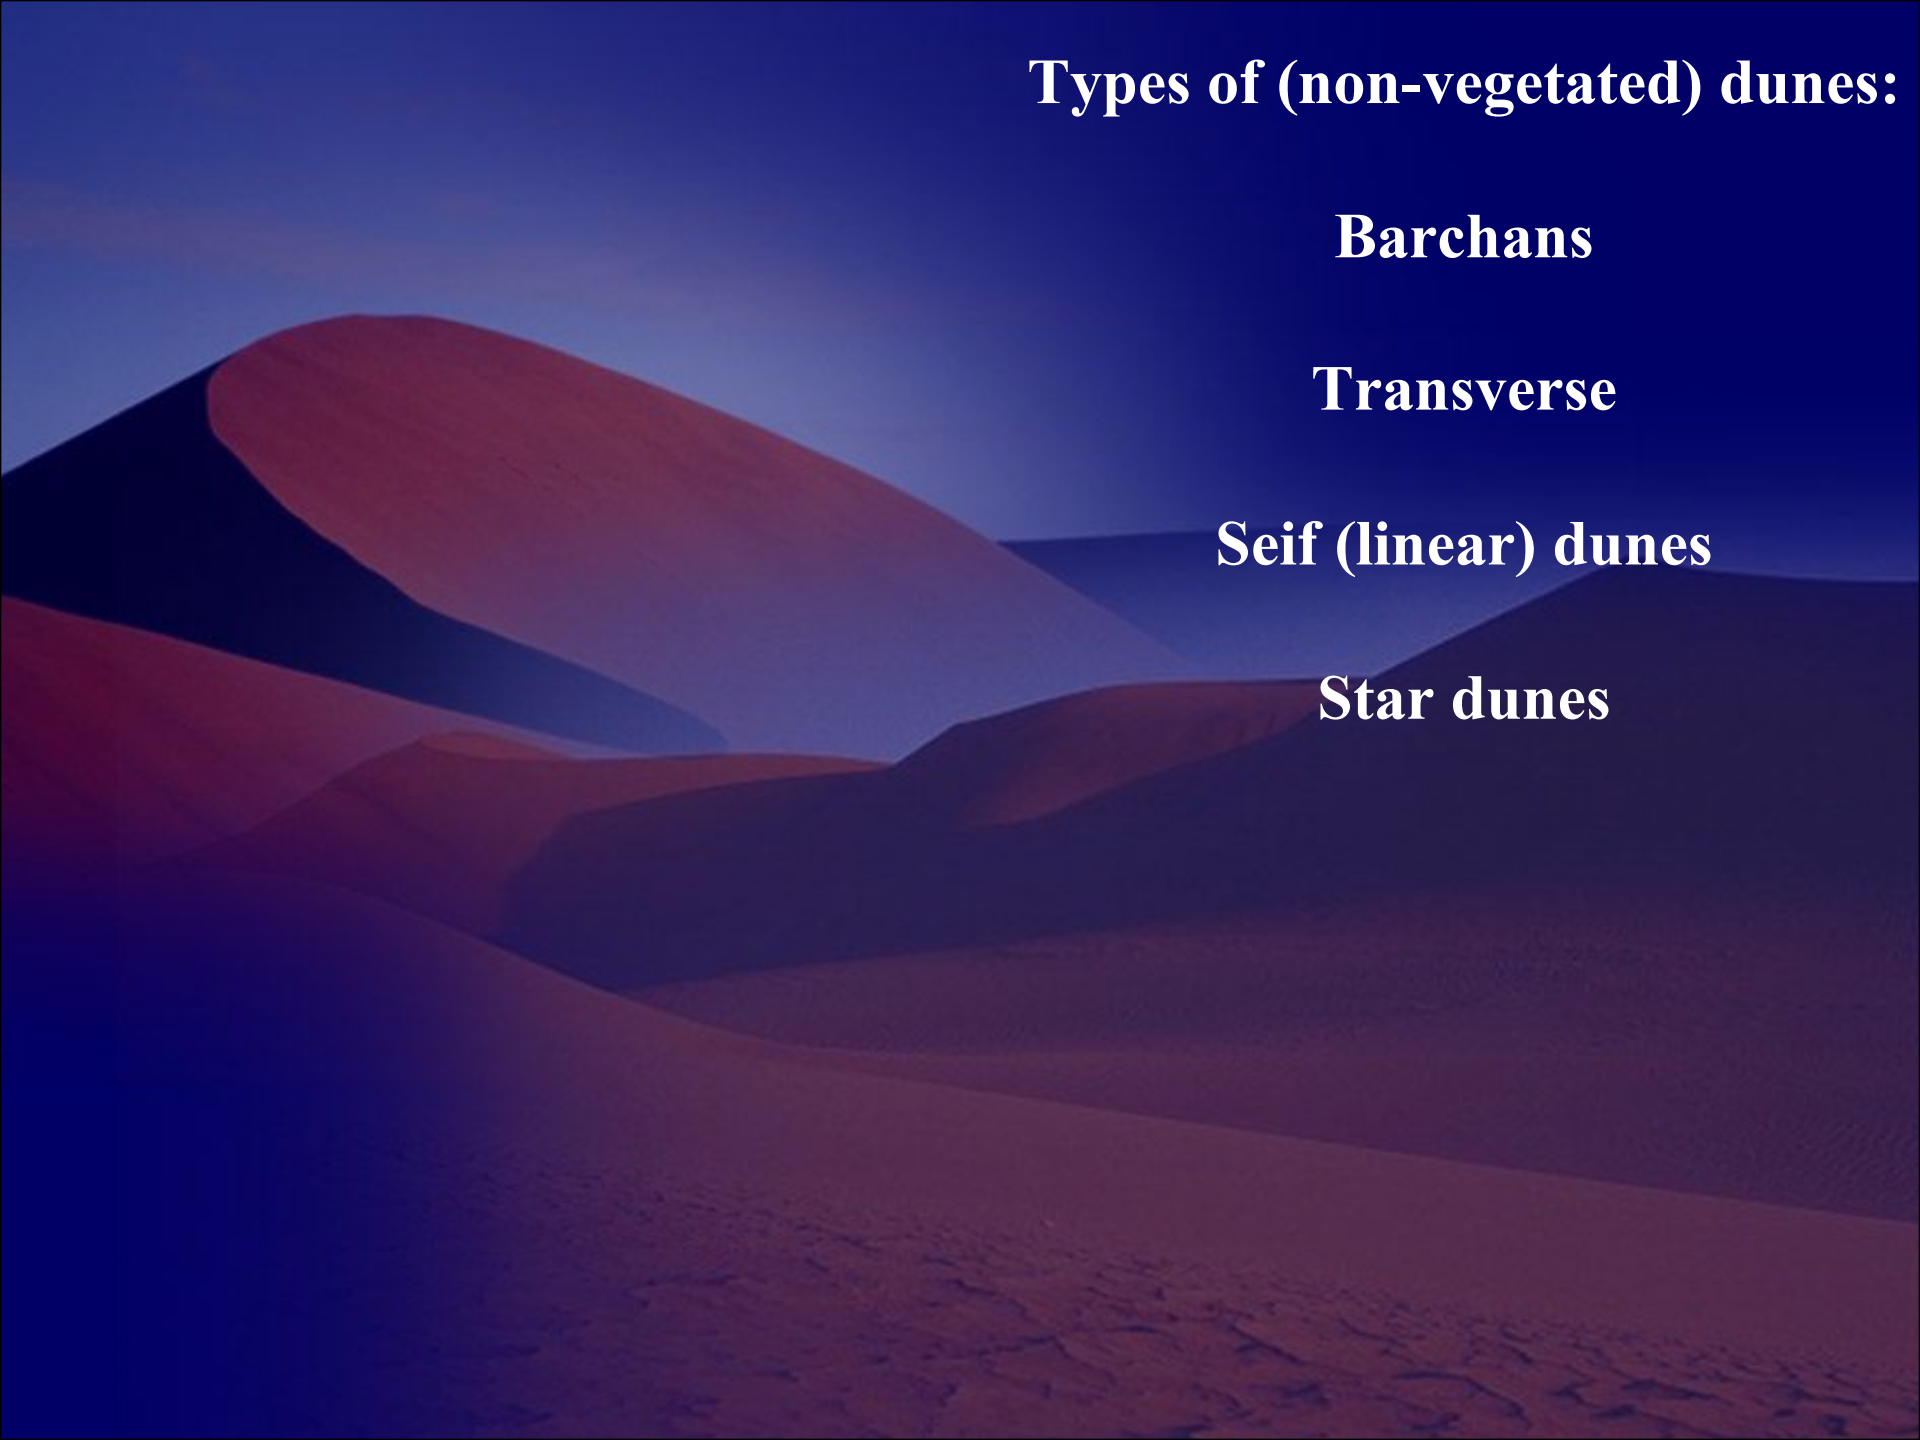 Types of (non-vegetated) dunes:
Barchans
Transverse
Seif (linear) dunes
Star dunes